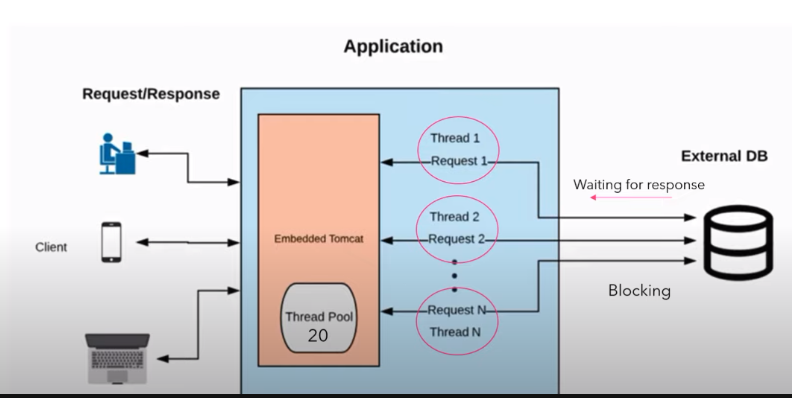 Application
Request/Response
Thread 1
Request 1
External DB
Waiting for response
Thread 2
Request 2
Client
Embedded Tomcat
Blocking
Thread Pool
20
Request N
Thread N